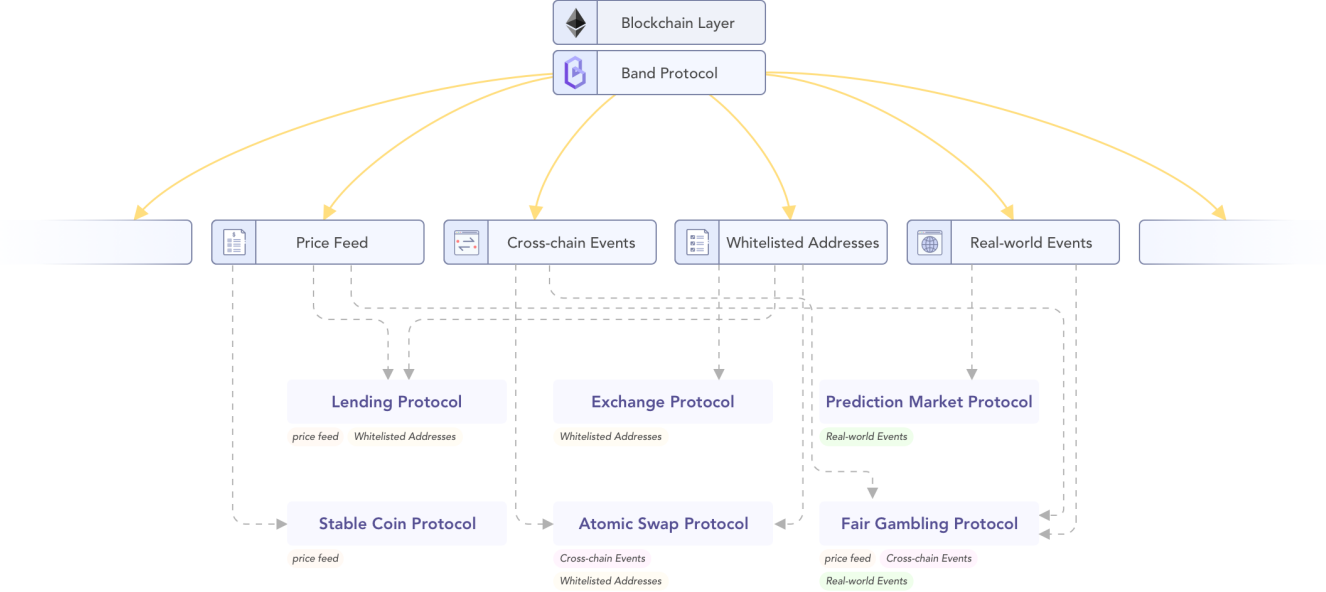 Blockchain Layer
Band Protocol
Price Feed
Cross-chain Events
Whitelisted Addresses
Real-world Events
Lending Protocol
price feed Whitelisted Addresses
Exchange Protocol
Whitelisted Addresses
Prediction Market Protocol
Real-world Events
Stable Coin Protocol
price feed
Atomic Swap Protocol
Cross-chain Events
Whitelisted Addresses
Fair Gambling Protocol
price feed Cross-chain Events
Real-world Events